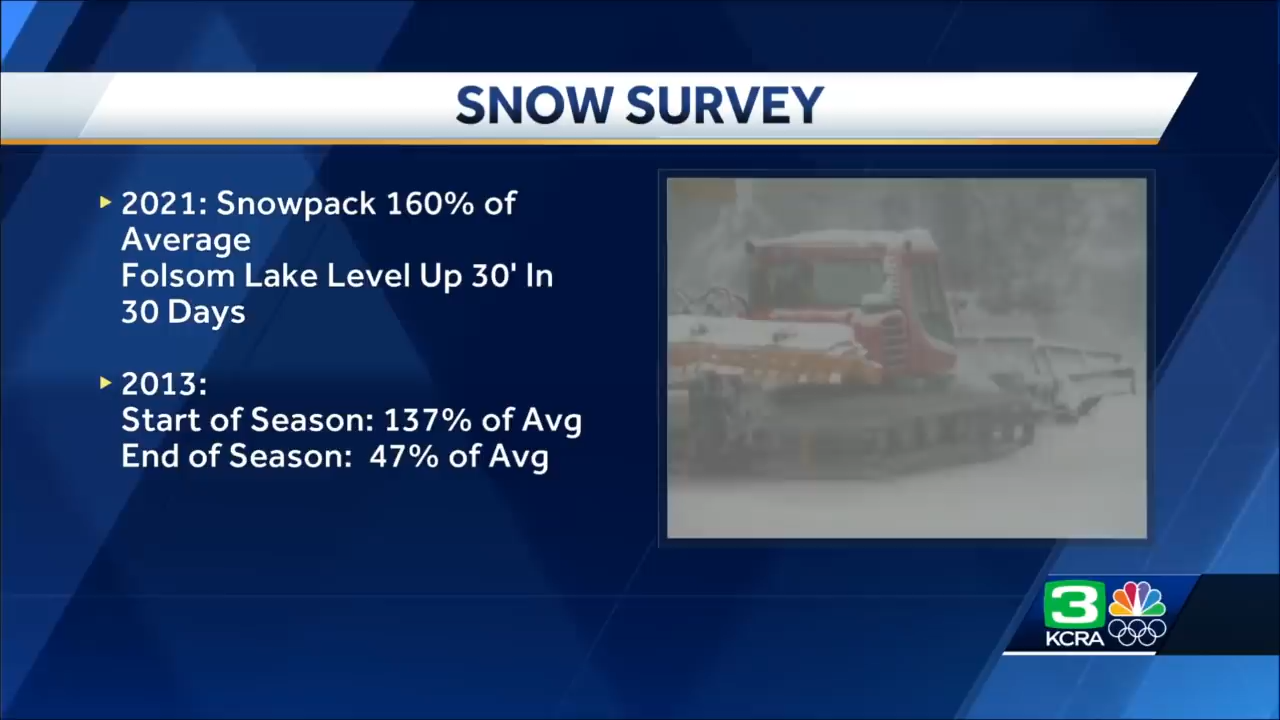 SNOW SURVEY
2021: Snowpack 160% of
Average
Folsom Lake Level Up 30' In
30 Days
2013:
Start of Season: 137% of Avg
End of Season: 47% of Avg
3
KCRA